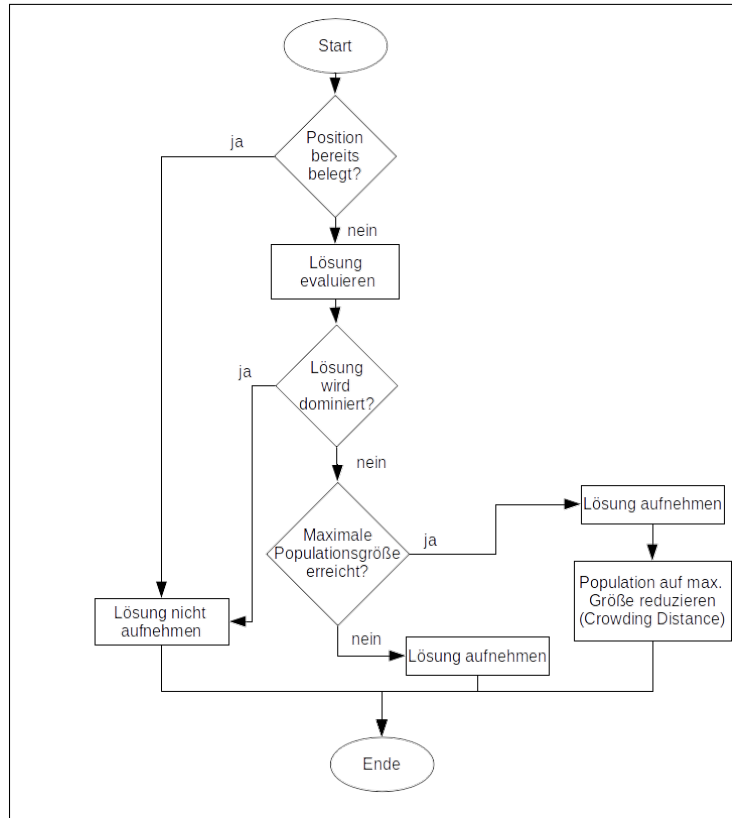 Start
Position
bereits
belegt?
ja
nein
Lösung
evaluieren
Lösung
wird
dominiert?
ja
nein
Maximale
Populationsgröße
erreicht?
ja
Lösung aufnehmen
Population auf max.
Größe reduzieren
(Crowding Distance)
nein
Lösung aufnehmen
Lösung nicht
aufnehmen
Ende